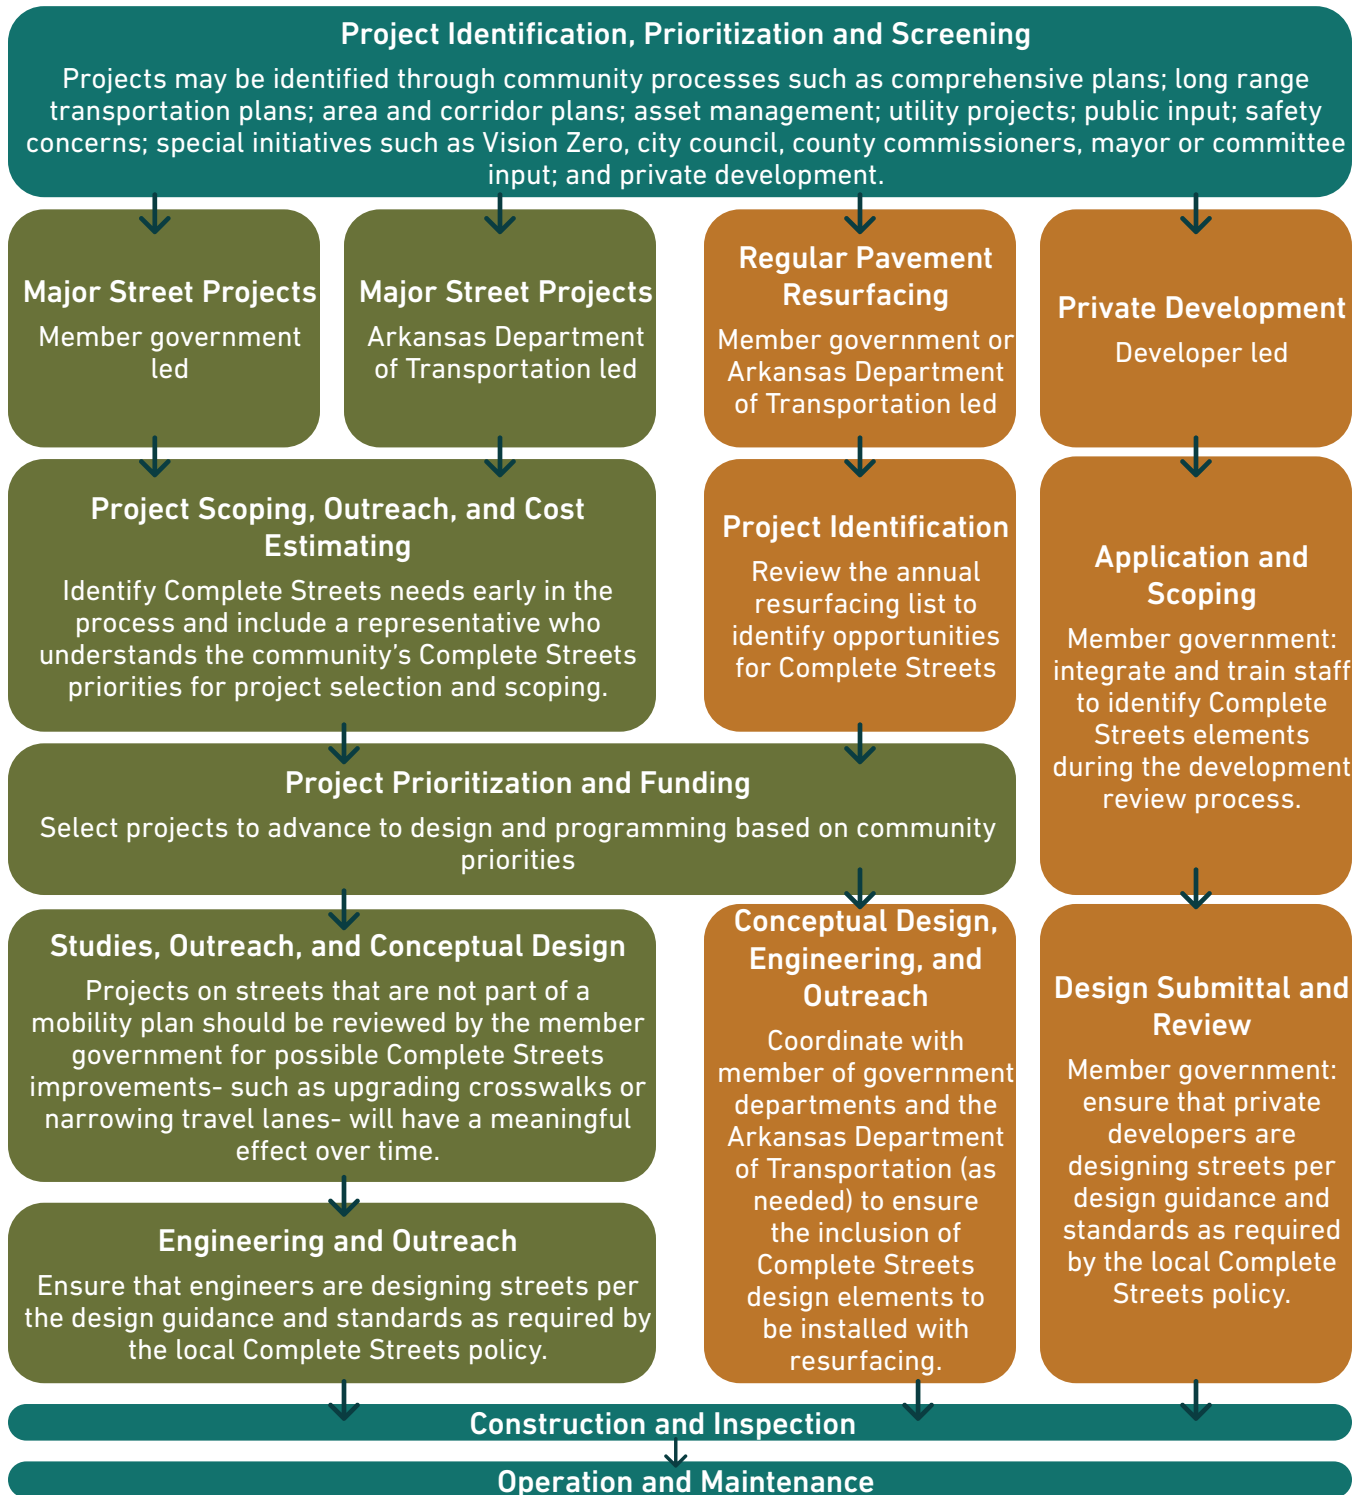 Project Identification, Prioritization and Screening
Projects may be identified through community processes such as comprehensive plans; long range
transportation plans; area and corridor plans; asset management; utility projects; public input; safety
concerns; special initiatives such as Vision Zero, city council, county commissioners, mayor or committee
input; and private development.
Major Street Projects
Member government
led
Major Street Projects
Arkansas Department
of Transportation led
Regular Pavement
Resurfacing
Member government or
Arkansas Department
of Transportation led
Private Development
Developer led
Project Scoping, Outreach, and Cost
Estimating
Identify Complete Streets needs early in the
process and include a representative who
understands the community’s Complete Streets
priorities for project selection and scoping.
Project Identification
Review the annual
resurfacing list to
identify opportunities
for Complete Streets
Application and
Scoping
Member government:
integrate and train staff
to identify Complete
Streets elements
during the development
review process.
Project Prioritization and Funding
Select projects to advance to design and programming based on community
priorities
Studies, Outreach, and Conceptual Design
Projects on streets that are not part of a
mobility plan should be reviewed by the member
government for possible Complete Streets
improvements- such as upgrading crosswalks or
narrowing travel lanes- will have a meaningful
effect over time.
Conceptual Design,
Engineering, and
Outreach
Coordinate with
member of government
departments and the
Arkansas Department
of Transportation (as
needed) to ensure
the inclusion of
Complete Streets
design elements to
be installed with
resurfacing.
Design Submittal and
Review
Member government:
ensure that private
developers are
designing streets per
design guidance and
standards as required
by the local Complete
Streets policy.
Engineering and Outreach
Ensure that engineers are designing streets per
the design guidance and standards as required by
the local Complete Streets policy.
Construction and Inspection
Operation and Maintenance